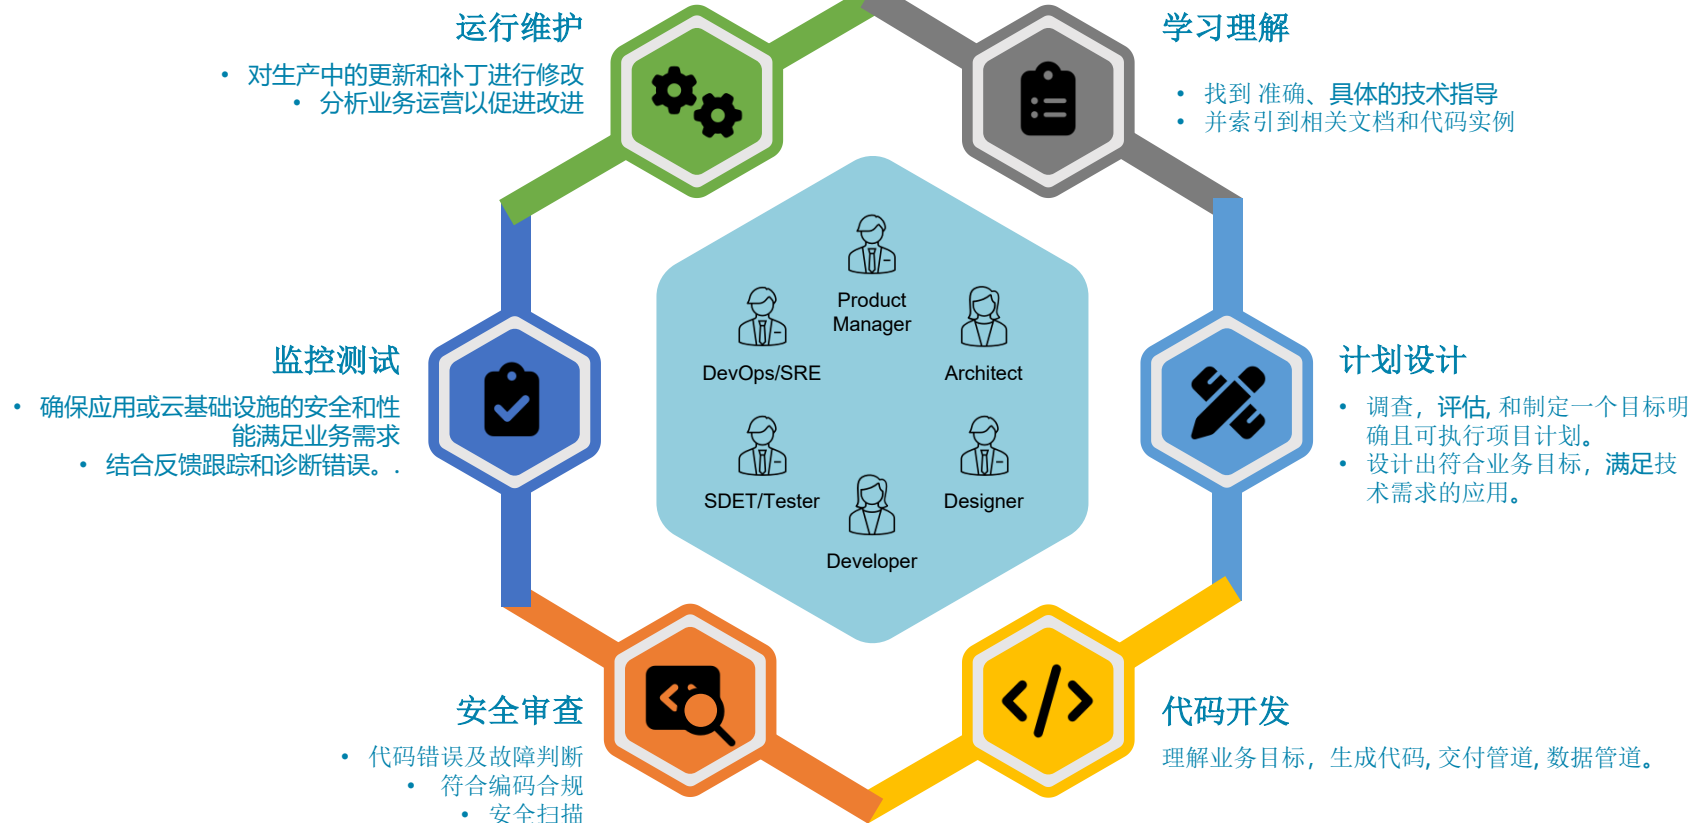 运行维护
• 对生产中的更新和补丁进行修改
• 分析业务运营以促进改进
学习理解
• 找到 准确、具体的技术指导
• 并索引到相关文档和代码实例
Product
Manager
DevOps/SRE
Architect
SDET/Tester
Designer
Developer
监控测试
• 确保应用或云基础设施的安全和性
能满足业务需求
• 结合反馈跟踪和诊断错误。.
计划设计
• 调查，评估, 和制定一个目标明
确且可执行项目计划。
• 设计出符合业务目标，满足技
术需求的应用。
安全审查
• 代码错误及故障判断
• 符合编码合规
• 安全扫描
代码开发
理解业务目标，生成代码, 交付管道, 数据管道。